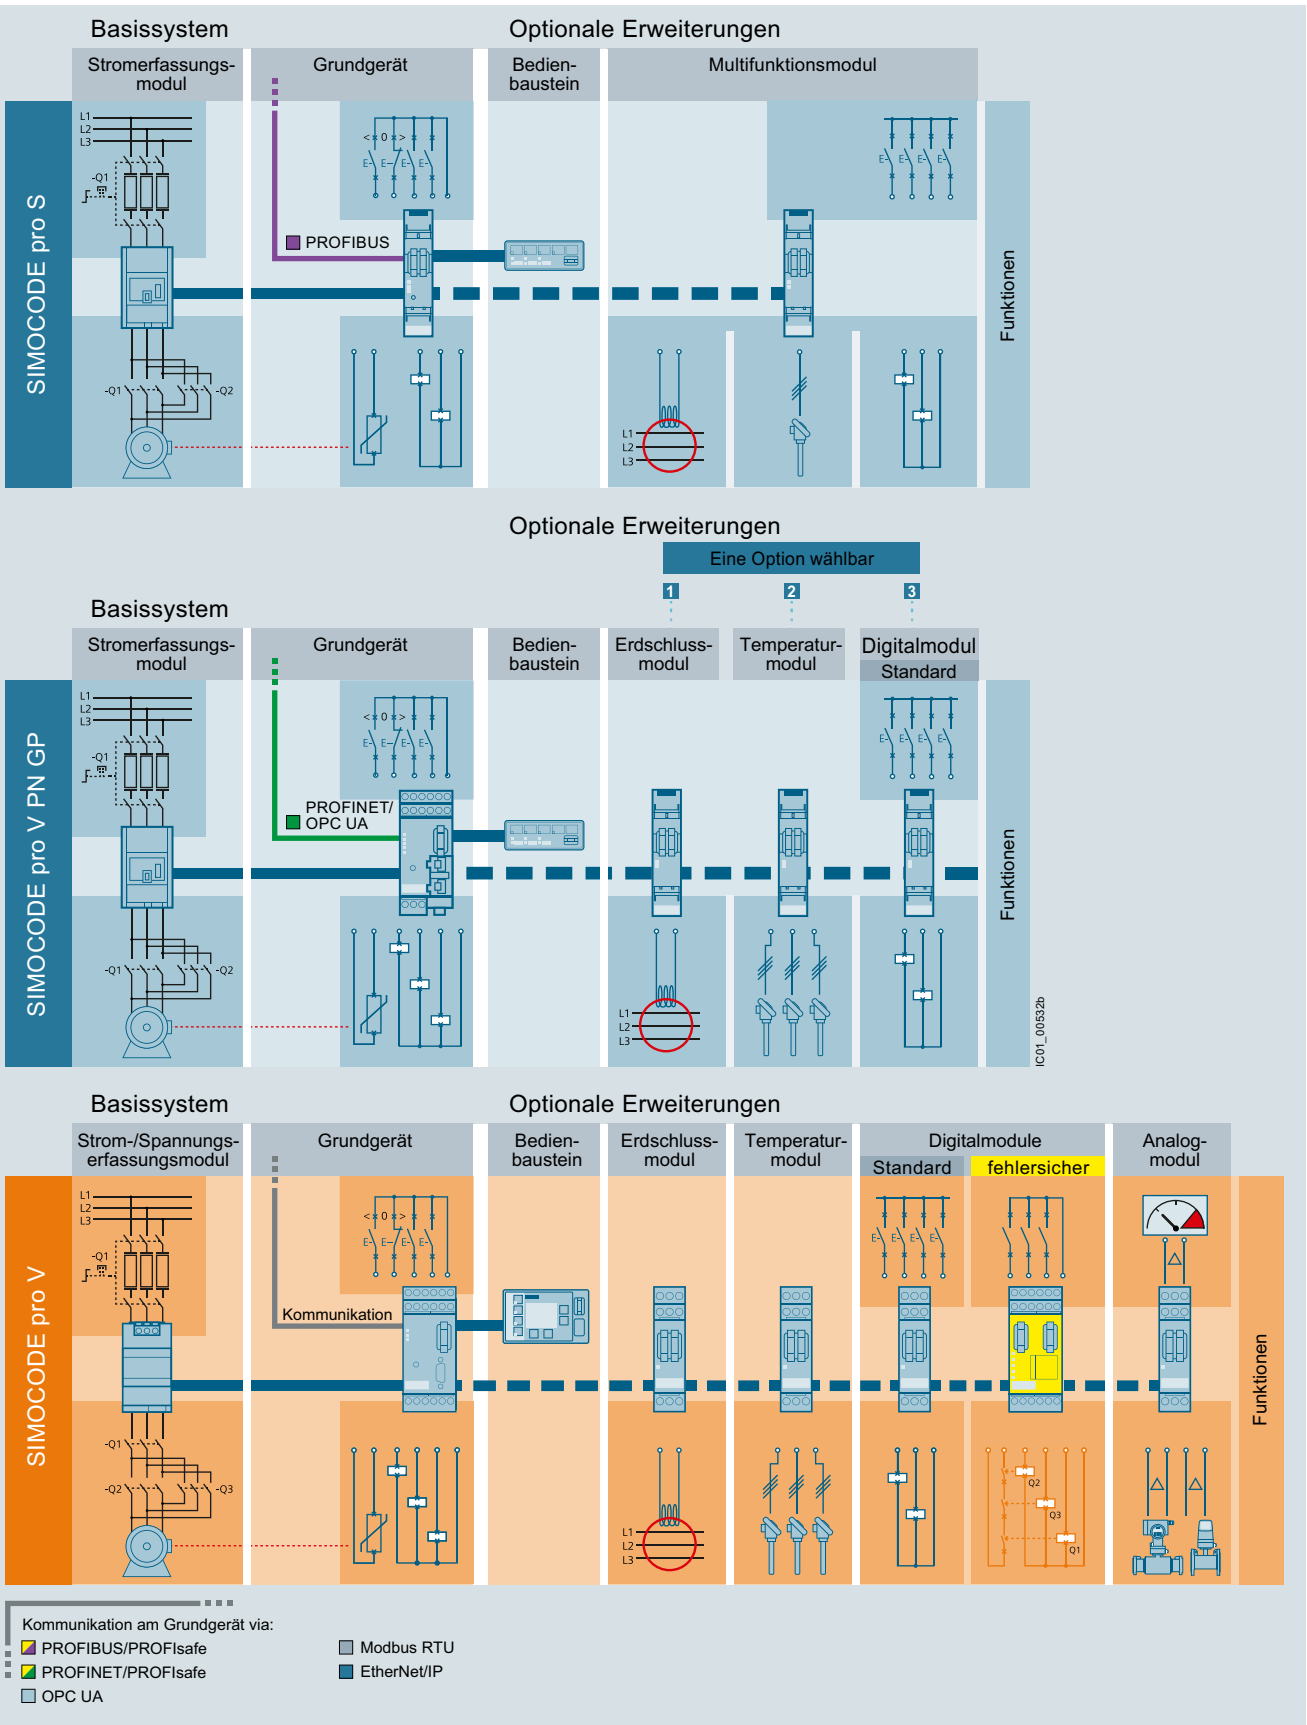 Basissystem
Optionale Erweiterungen
Stromerfassungs-
modul
Grundgerät
Bedien-
baustein
Multifunktionsmodul
SIMOCODE pro S
L1
L2
L3
-Q1
< 0 >
E-
E-
E-
E-
E-
E-
E-
PROFIBUS
Funktionen
-Q1
-Q2
L1
L2
L3
Optionale Erweiterungen
Eine Option wählbar
1
2
3
Basissystem
Stromerfassungs-
modul
Grundgerät
Bedien-
baustein
Erdschluss-
modul
Temperatur-
modul
Digitalmodul
Standard
SIMOCODE pro V PN GP
L1
L2
L3
-Q1
< 0 >
E-
E-
E-
E-
E-
E-
E-
PROFINET/
OPC UA
Funktionen
-Q1
-Q2
L1
L2
L3
IC01_00532b
Basissystem
Optionale Erweiterungen
Strom-/Spannungs-
erfassungsmodul
Grundgerät
Bedien-
baustein
Erdschluss-
modul
Temperatur-
modul
Digitalmodule
Standard
fehlersicher
Analog-
modul
SIMOCODE pro V
L1
L2
L3
-Q1
< 0 >
E-
E-
E-
E-
E-
E-
E-
Kommunikation
Funktionen
-Q1
-Q2
-Q3
L1
L2
L3
Q2
Q3
Q1
Kommunikation am Grundgerät via:
PROFIBUS/PROFIsafe
PROFINET/PROFIsafe
OPC UA
Modbus RTU
EtherNet/IP